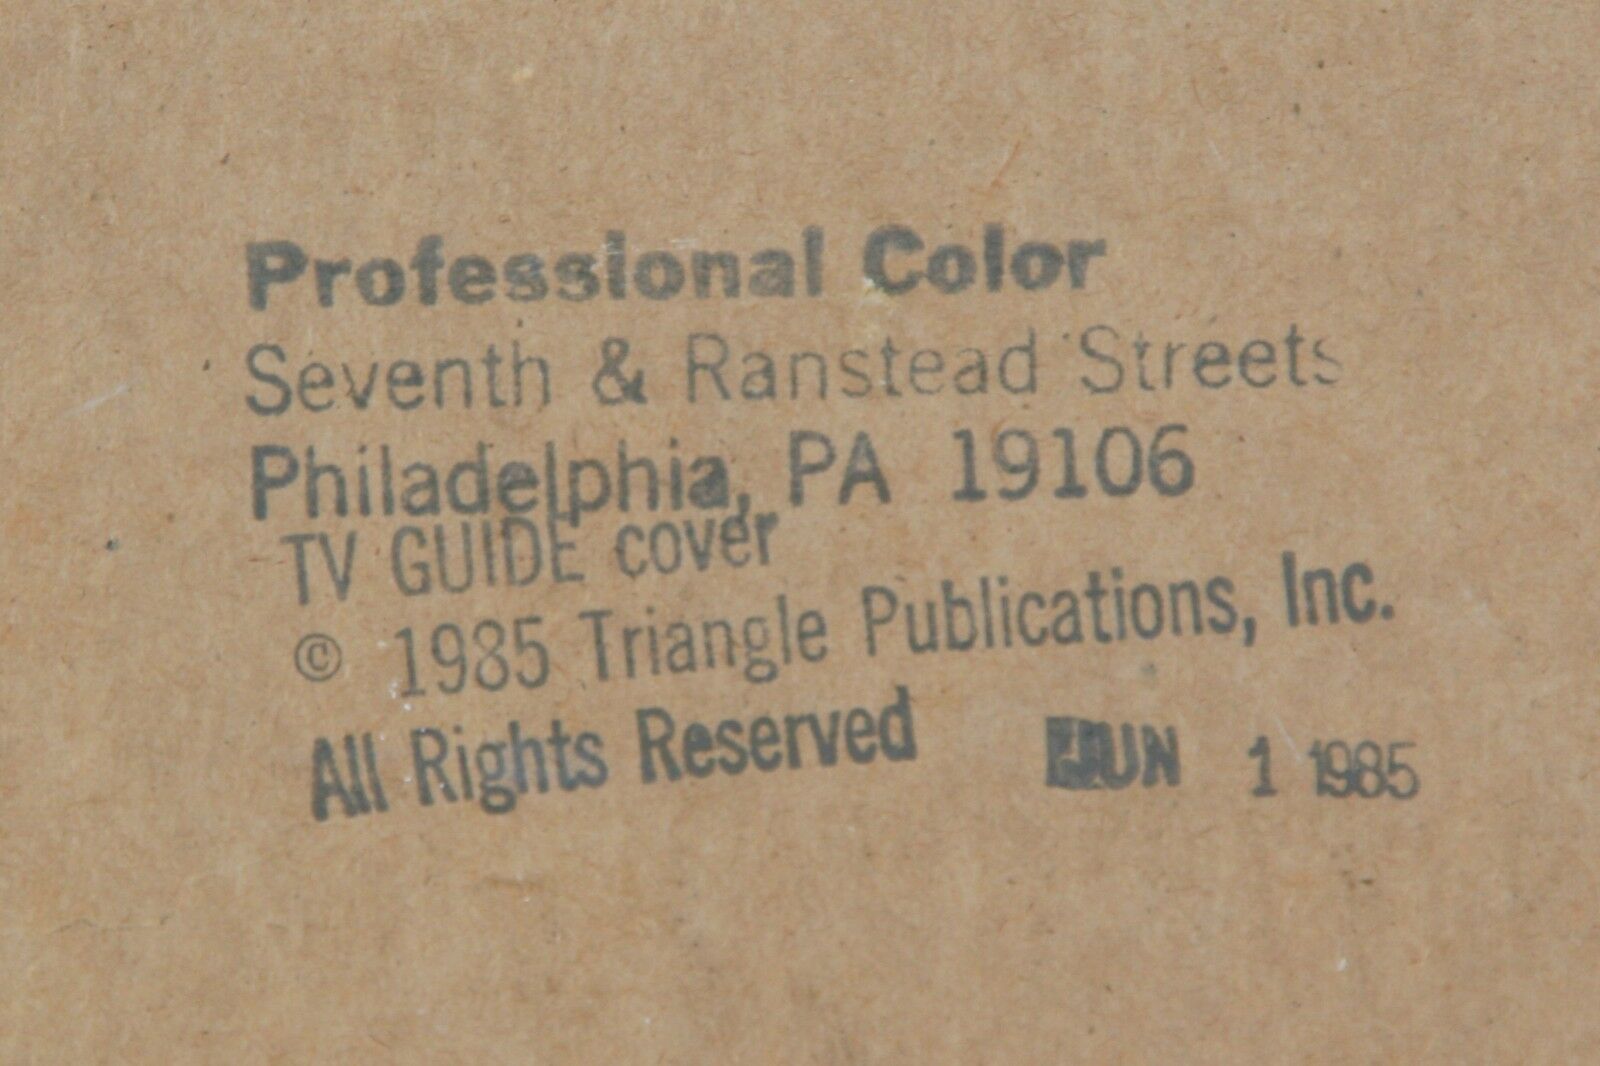 Professional Color
Seventh & Ranstead Streets
Philadelphia, PA 19106
TV GUIDE cover
© 1985 Triangle Publications, Inc.
All Rights Reserved JUN 1 1985